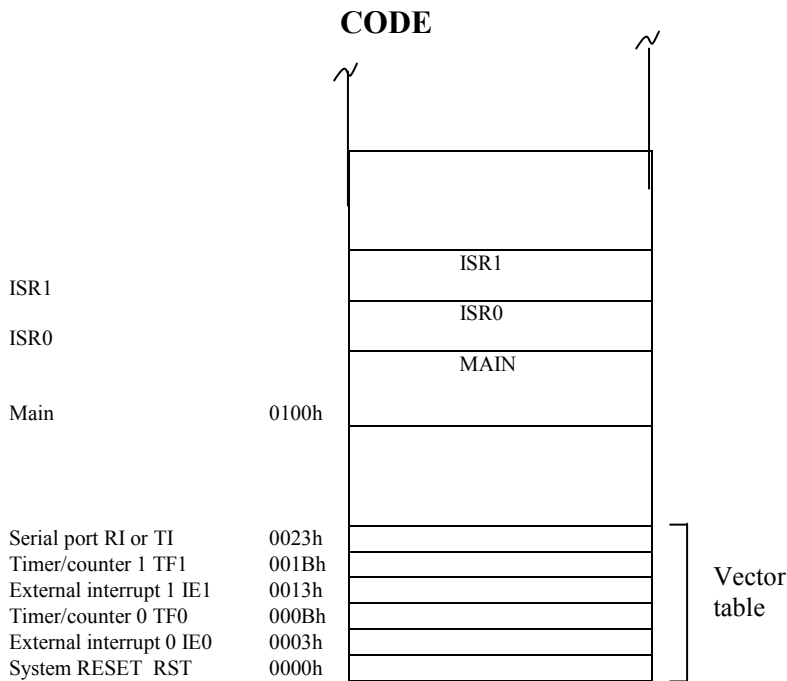 CODE
ISR1
ISR1
ISR0
ISR0
MAIN
Main 0100h
Serial port RI or TI 0023h
Timer/counter 1 TF1 001Bh
External interrupt 1 IE1 0013h
Timer/counter 0 TF0 000Bh
External interrupt 0 IE0 0003h
System RESET RST 0000h
Vector
table